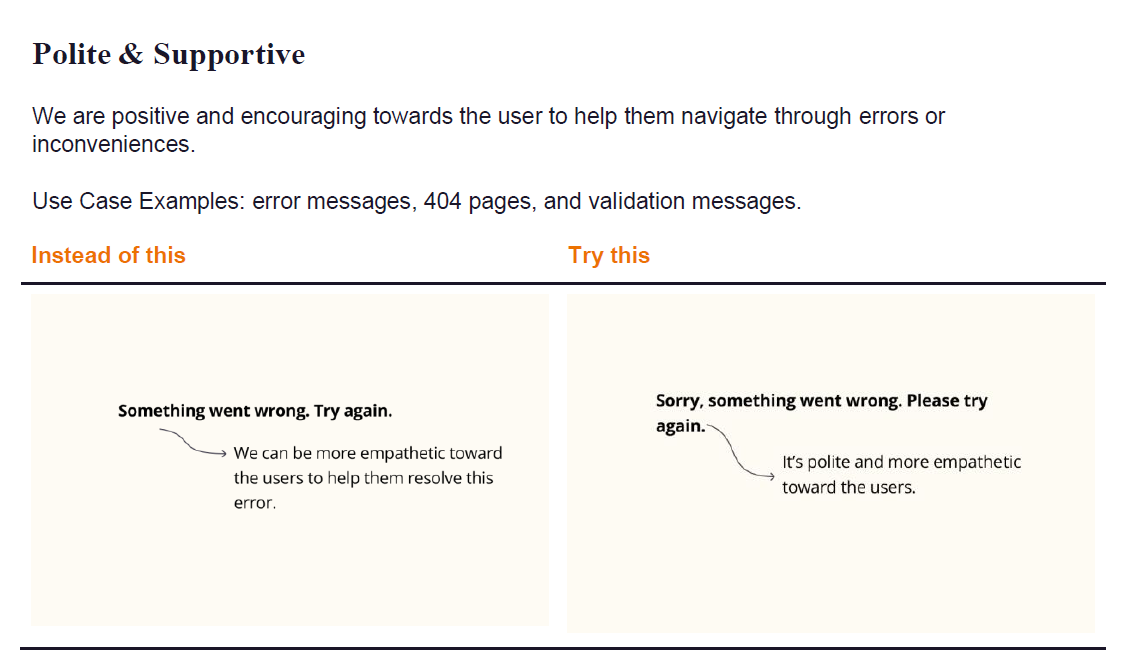 Polite & Supportive
We are positive and encouraging towards the user to help them navigate through errors or
inconveniences.
Use Case Examples: error messages, 404 pages, and validation messages.
Instead of this
Try this
Something went wrong. Try again.
We can be more empathetic toward
the users to help them resolve this
error.
Sorry, something went wrong. Please try
again.
It’s polite and more empathetic
toward the users.